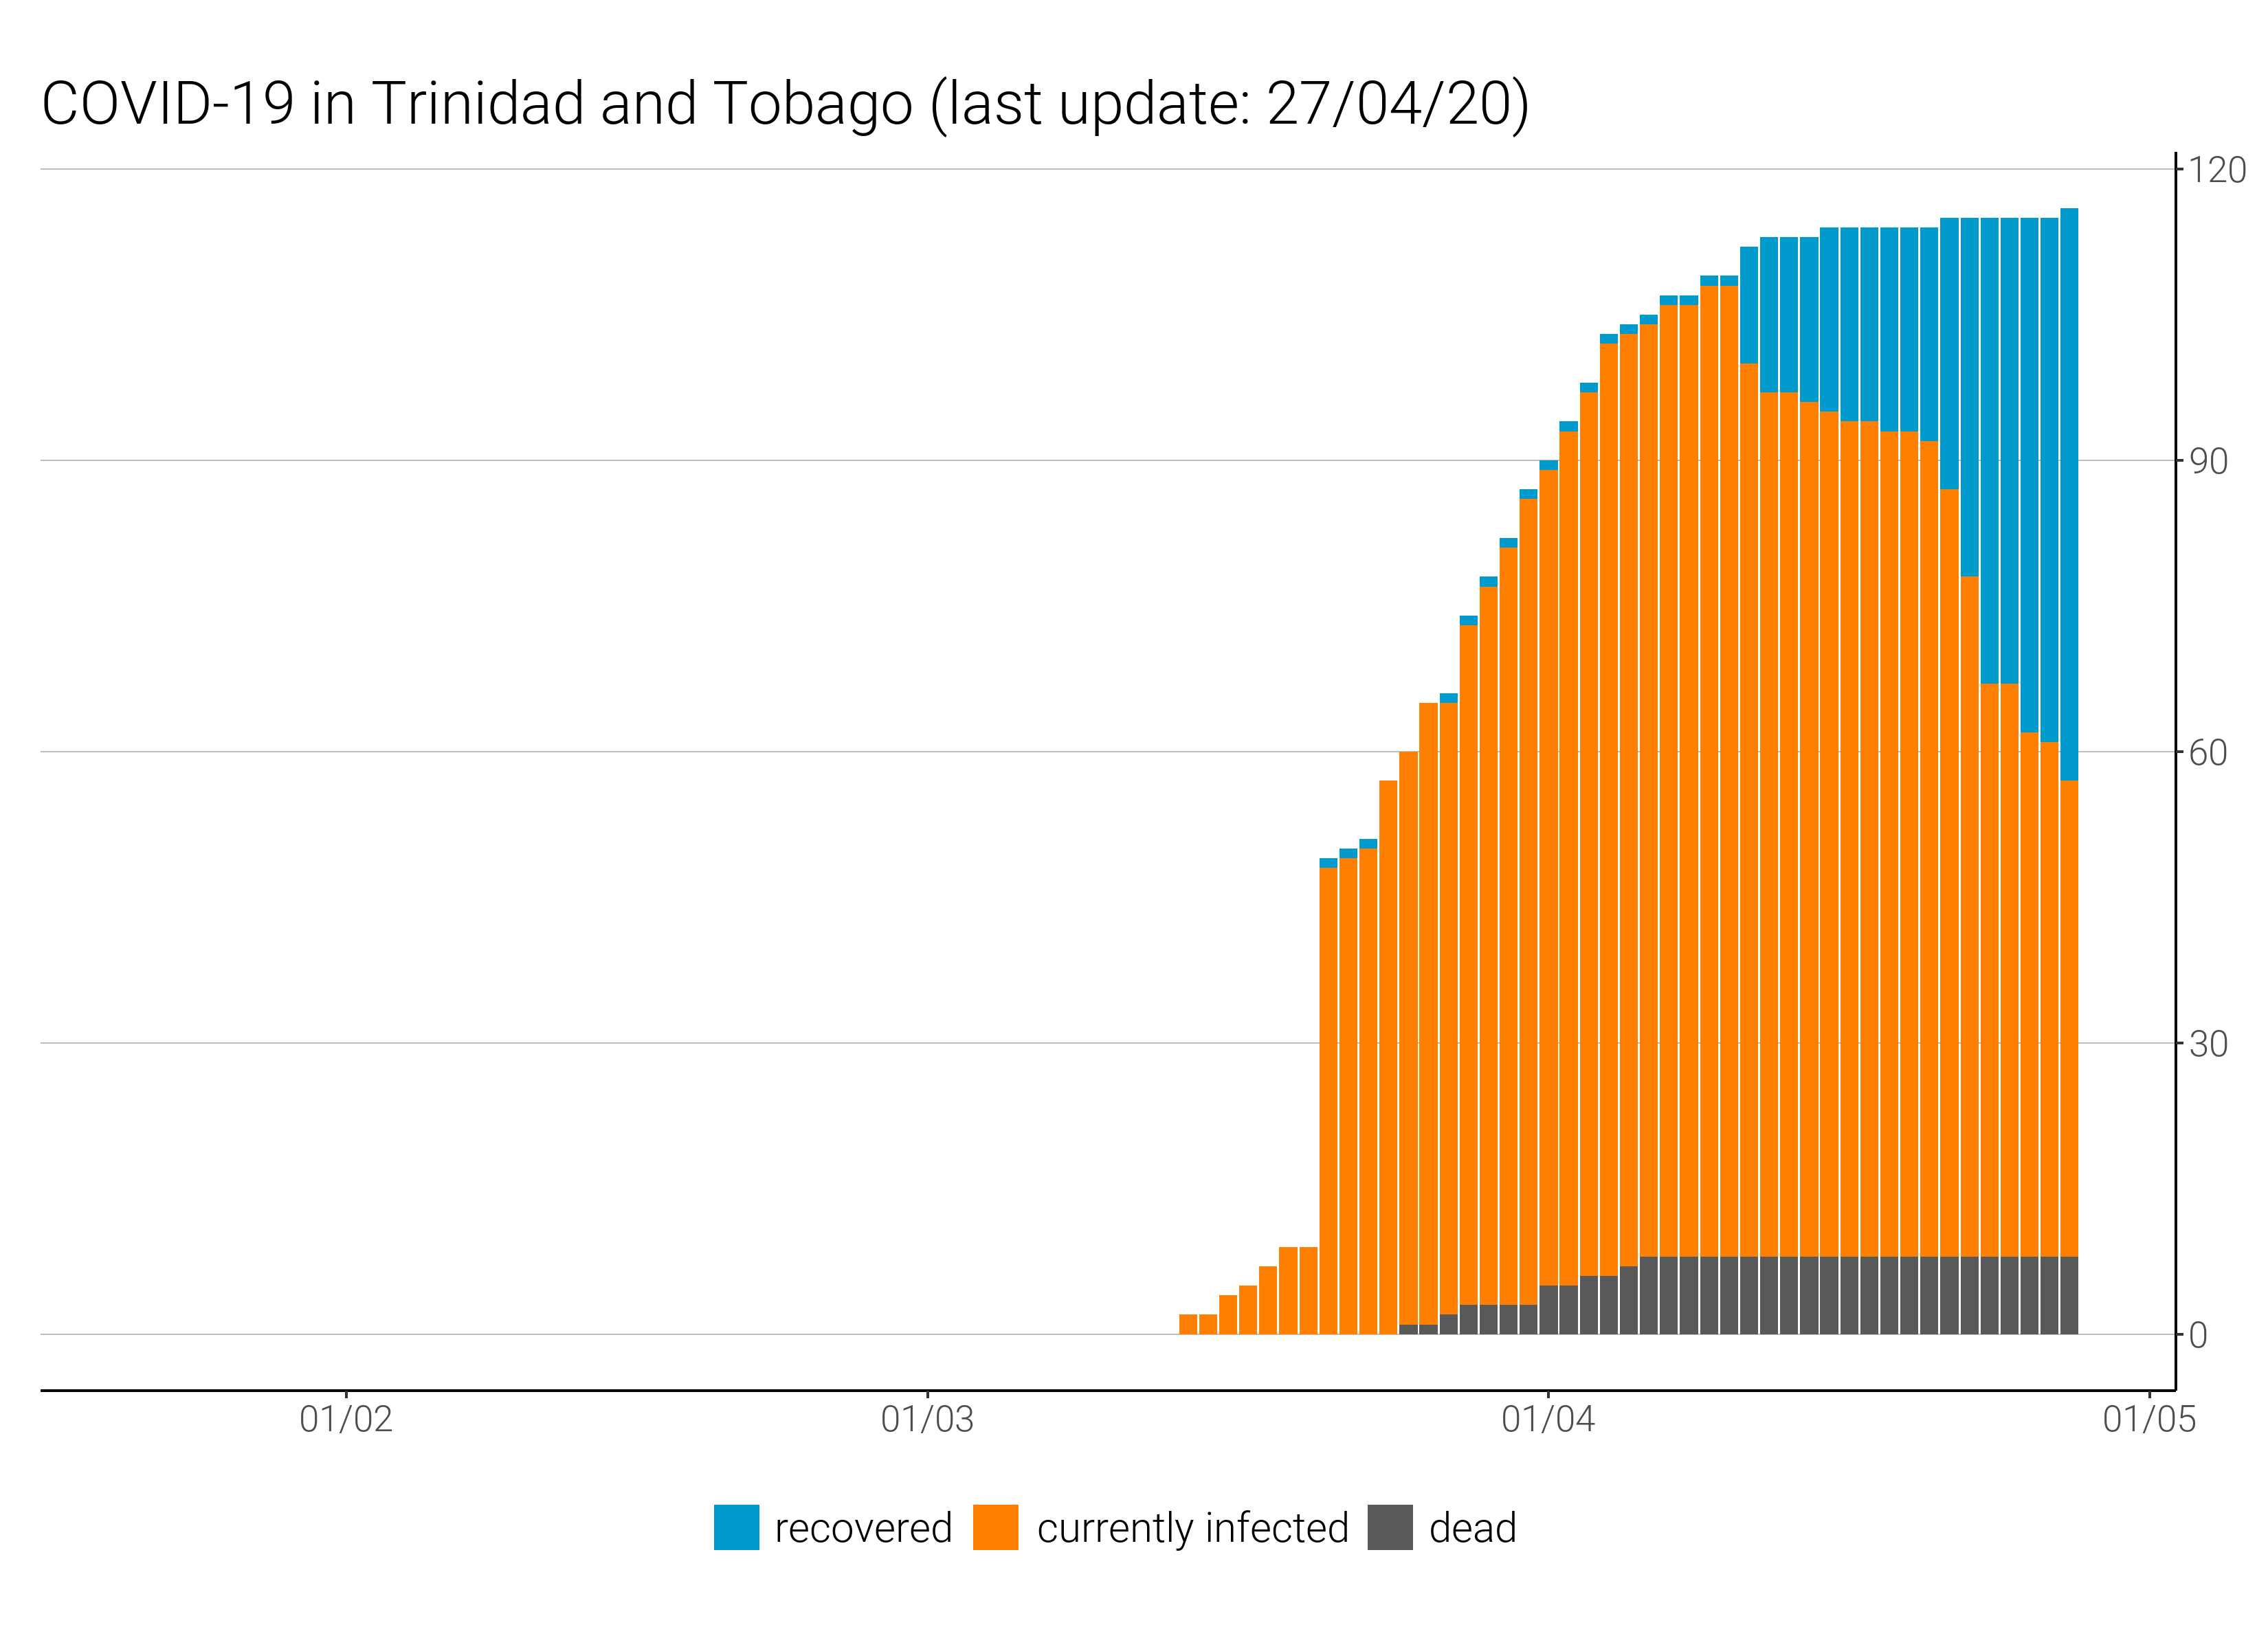 COVID-19 in Trinidad and Tobago (last update: 27/04/20)
120
90
60
30
0
01/02 01/03 01/04 01/05
recovered currently infected dead